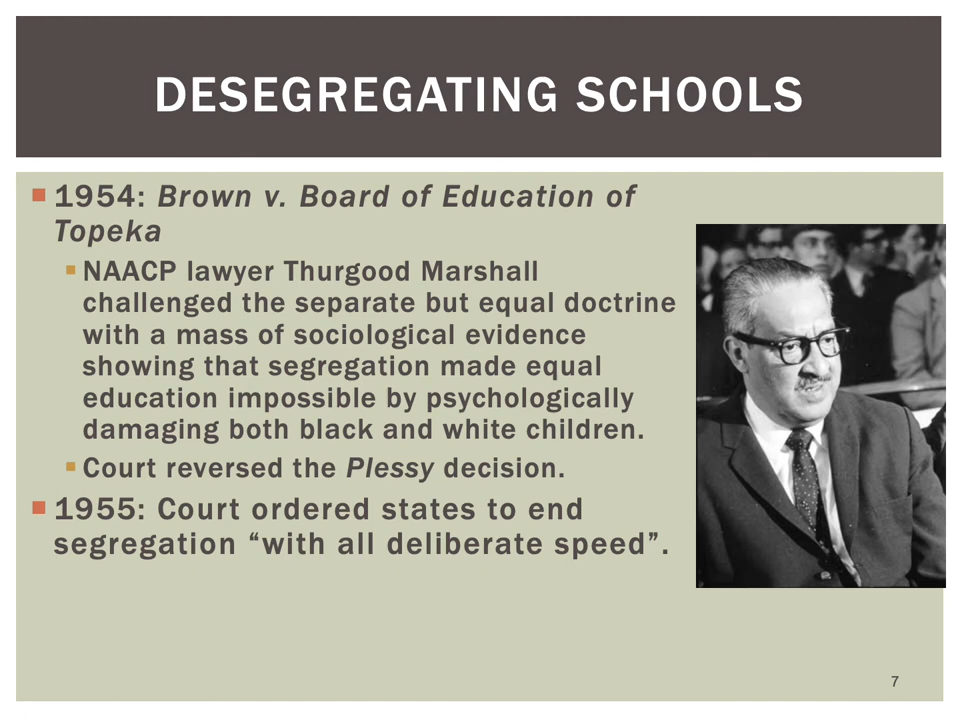 DESEGREGATING SCHOOLS
1954: Brown v. Board of Education of
Topeka
NAACP lawyer Thurgood Marshall
challenged the separate but equal doctrine
with a mass of sociological evidence
showing that segregation made equal
education impossible by psychologically
damaging both black and white children.
Court reversed the Plessy decision.
1955: Court ordered states to end
segregation “with all deliberate speed”.
7